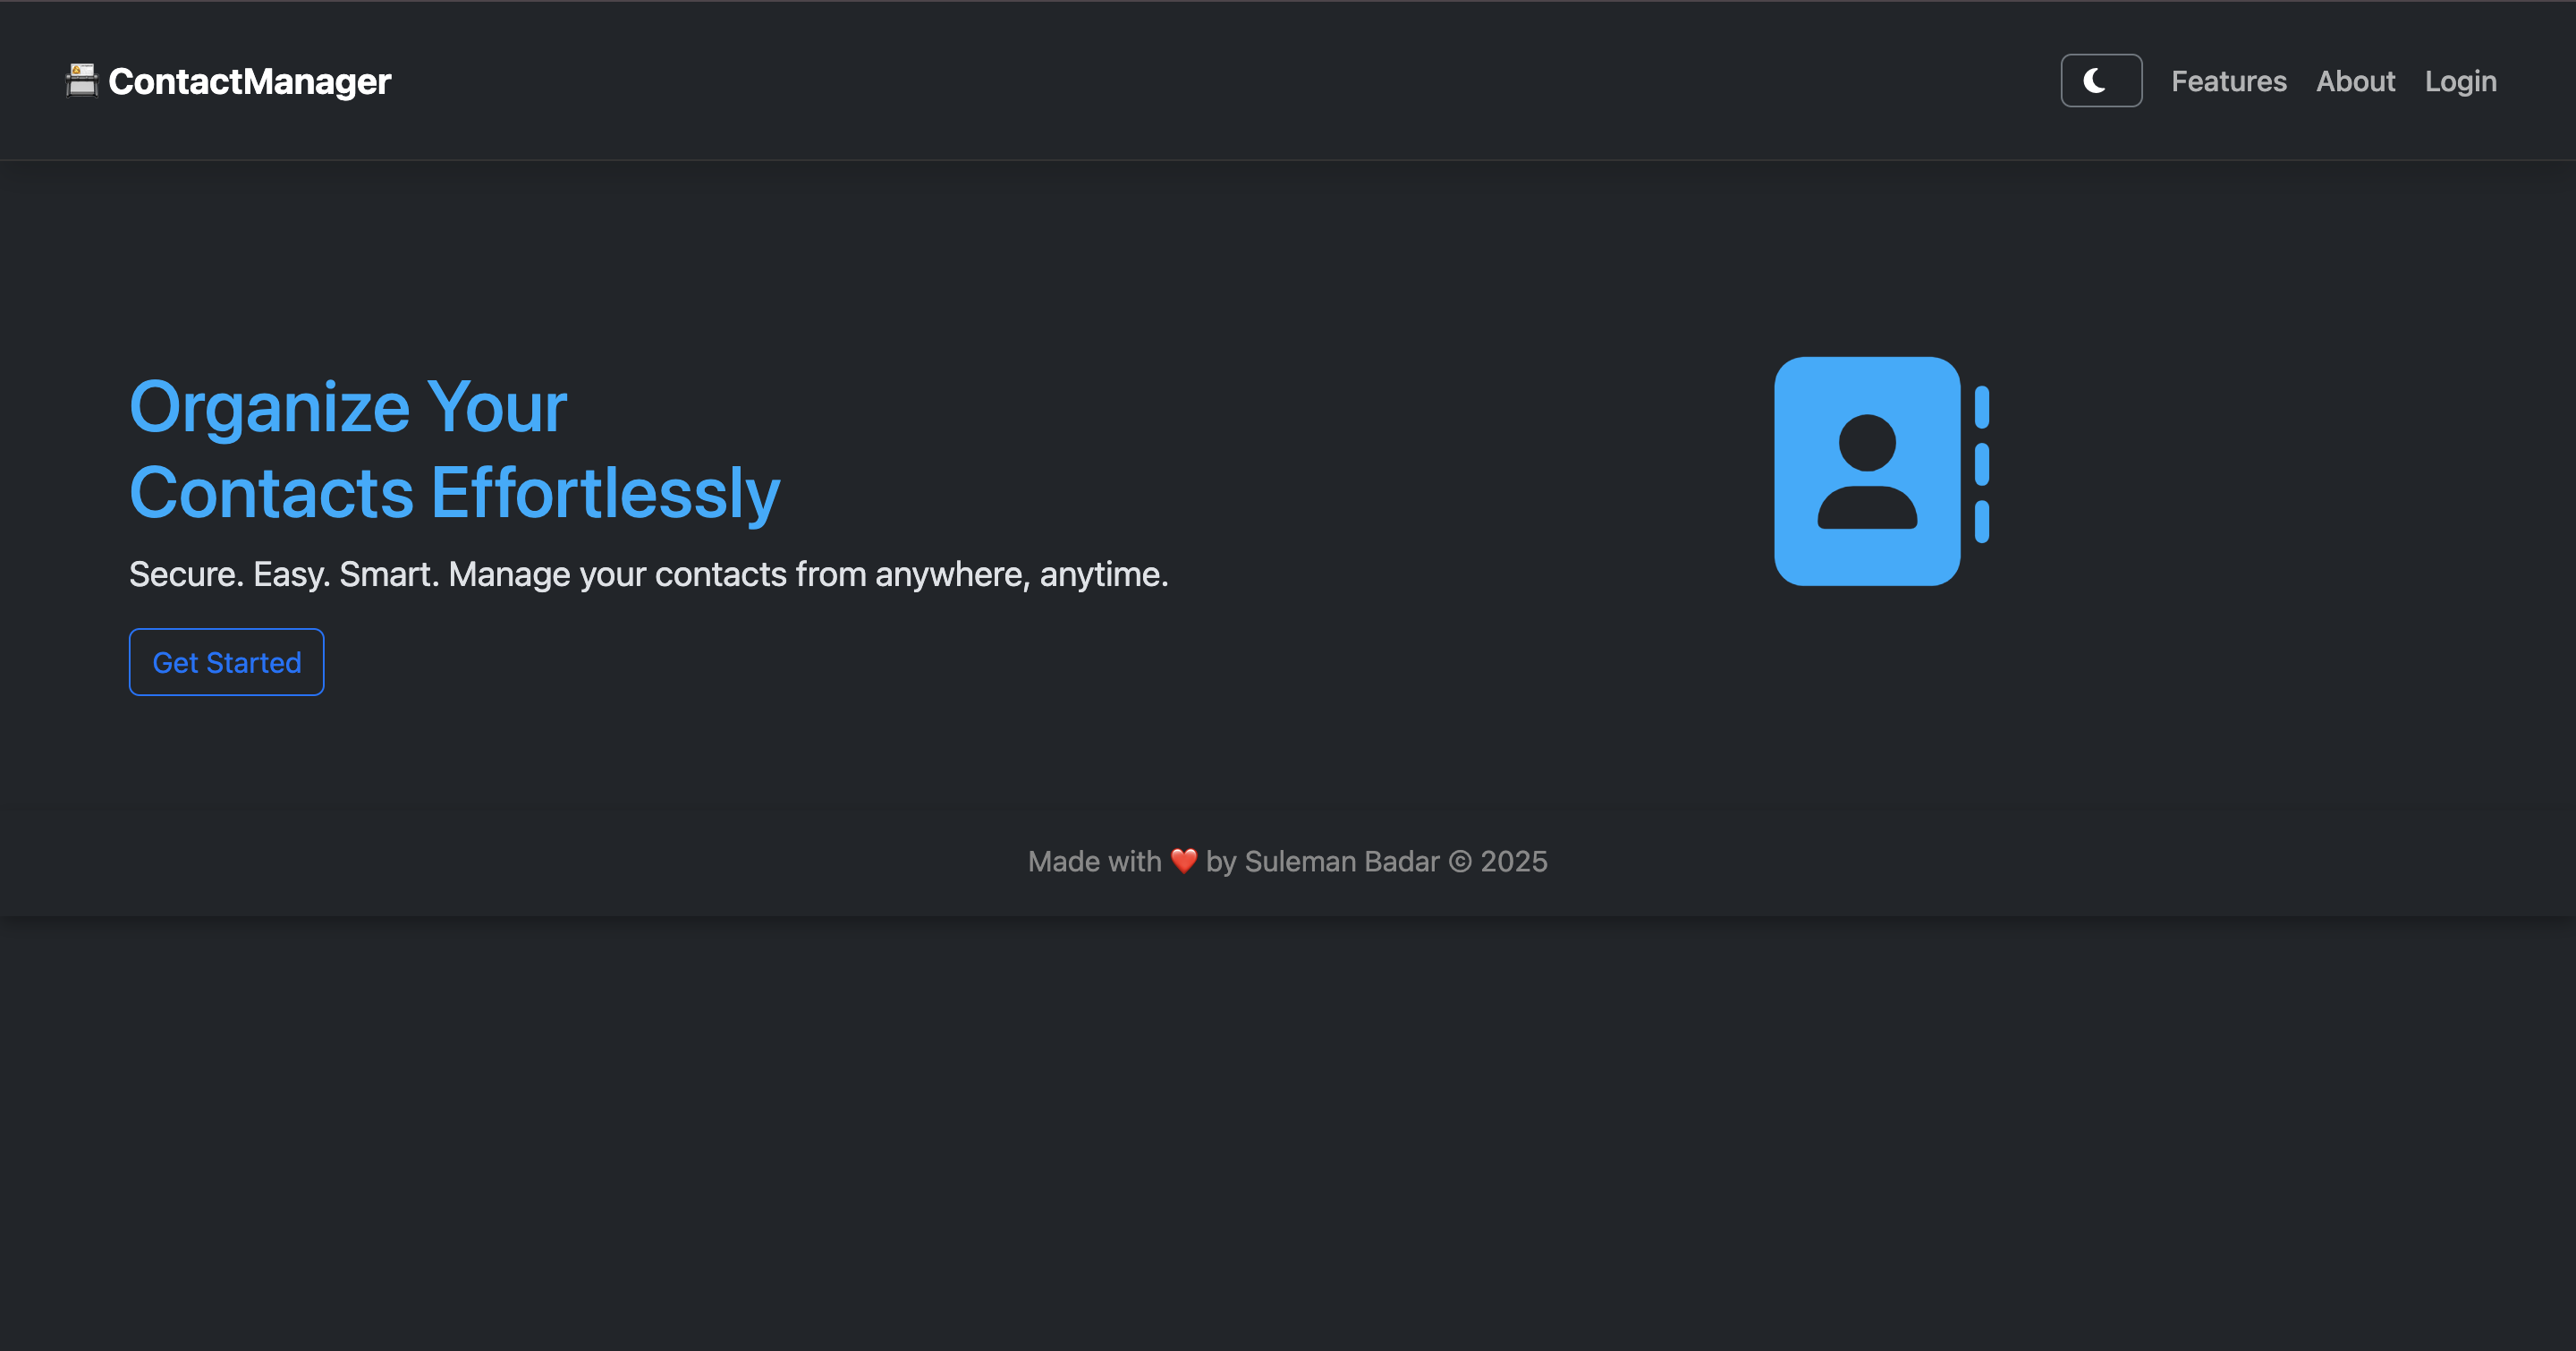 ContactManager
Features About Login
Organize Your
Contacts Effortlessly
Secure. Easy. Smart. Manage your contacts from anywhere, anytime.
Get Started
Made with ❤️ by Suleman Badar © 2025